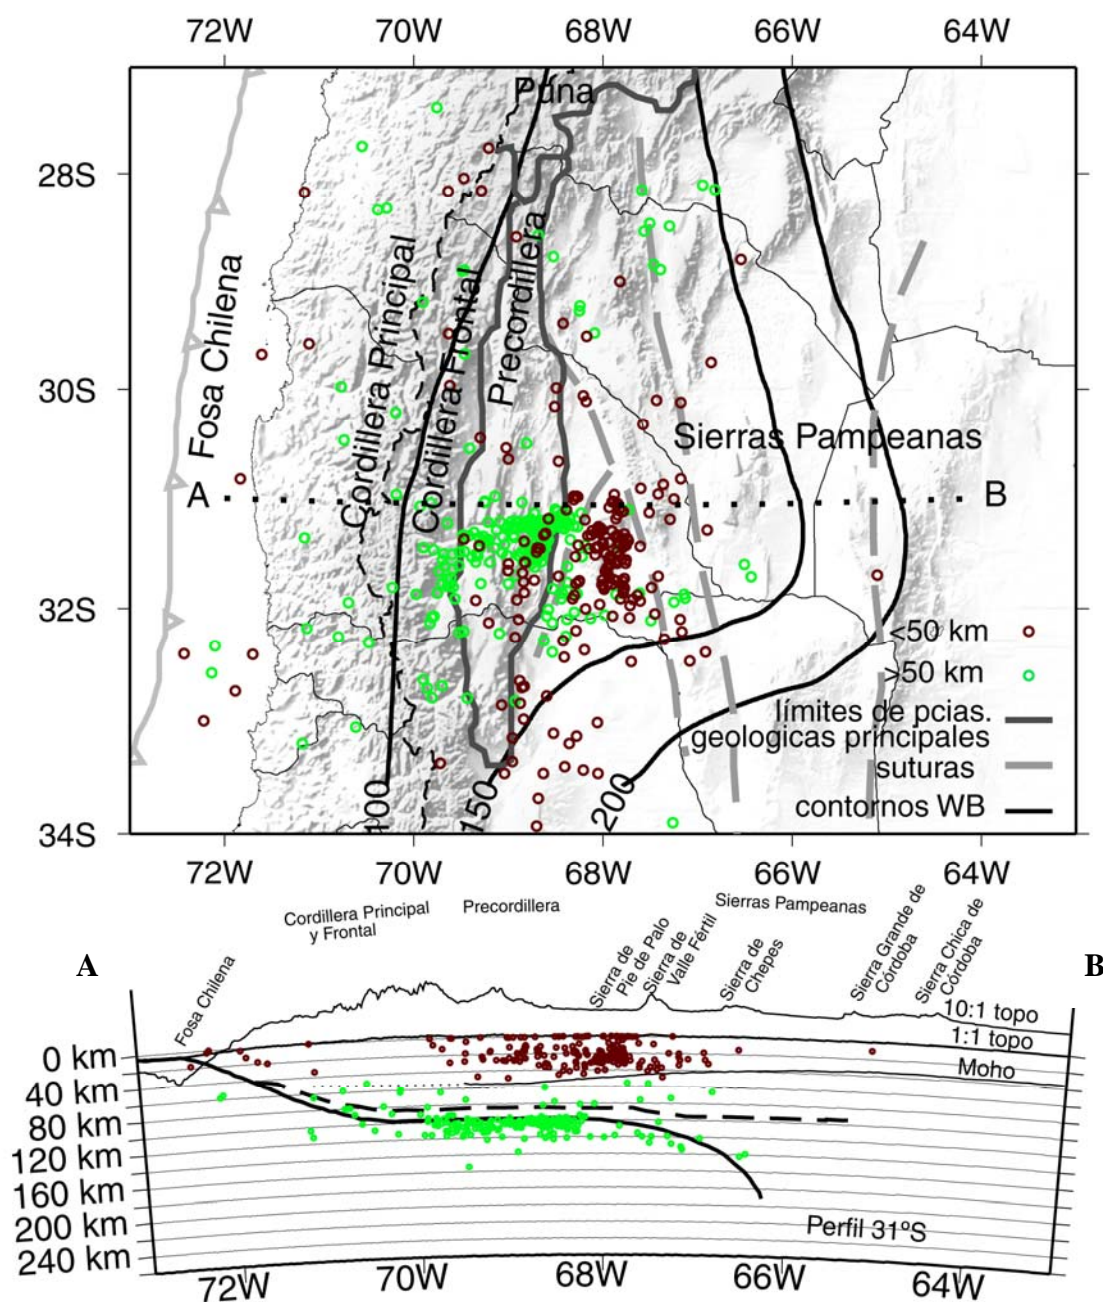 72W 70W 68W 66W 64W
28S
30S
32S
34S
Puna
Fosa Chilena
Cordillera Principal
Cordillera Frontal
Precordillera
Sierras Pampeanas
A
B
<50 km
>50 km
límites de pcias.
geologicas principales
suturas
contornos WB
100
150
200
72W 70W 68W 66W 64W
Cordillera Principal
y Frontal
Precordillera
Sierras Pampeanas
A
B
Fosa Chilena
Sierra de
Pie de Palo
Sierra de
Valle Fértil
Sierra de
Chepes
Sierra Grande de
Córdoba
Sierra Chica de
Córdoba
10:1 topo
1:1 topo
Moho
0 km
40 km
80 km
120 km
160 km
200 km
240 km
Perfil 31ºS
72W 70W 68W 66W 64W